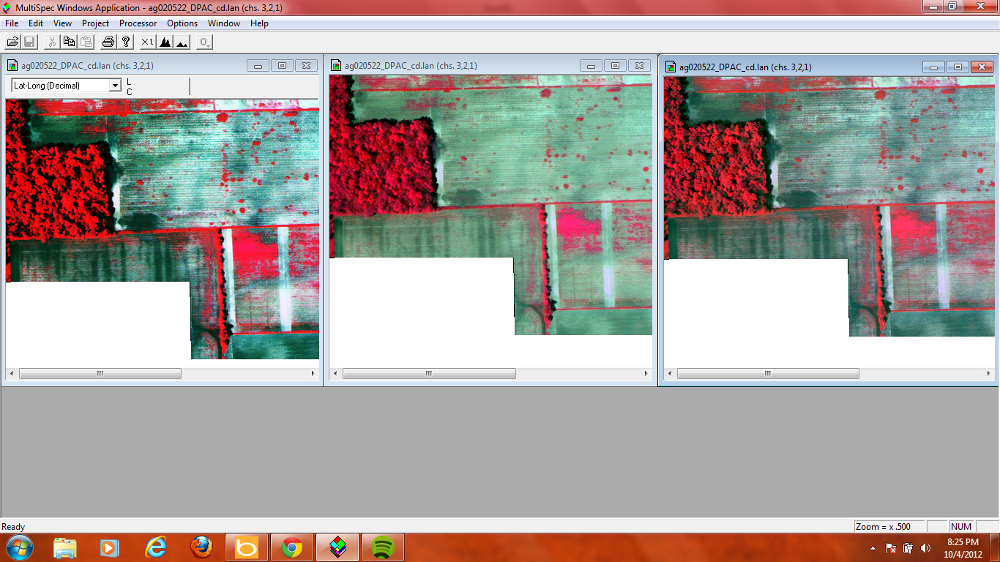 MultiSpec Windows Application - ag020522_DPAC_cd.lan (chs. 3,2,1)
File Edit View Project Processor Options Window Help
X1 O
ag020522_DPAC_cd.lan (chs. 3,2,1)
Lat-Long (Decimal)
L
C
ag020522_DPAC_cd.lan (chs. 3,2,1)
ag020522_DPAC_cd.lan (chs. 3,2,1)
Ready
Zoom = x .500
NUM
8:25 PM
10/4/2012